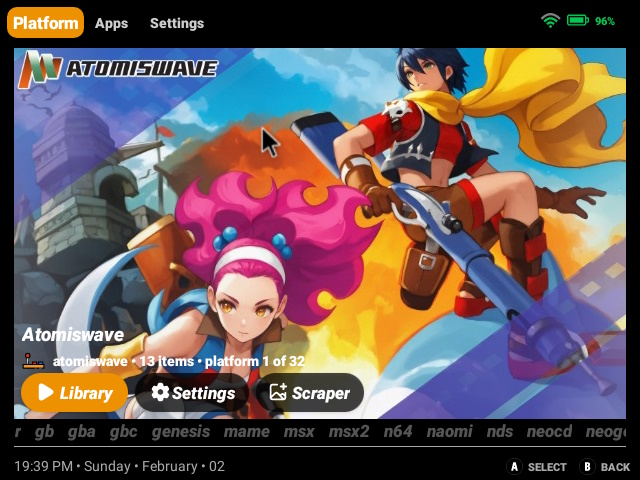 Platform Apps Settings 96%
ATOMISWAVE
Atomiswave
atomiswave • 13 items • platform 1 of 32
Library Settings Scraper
r gb gba gbc genesis mame msx msx2 n64 naomi nds neocd neog
19:39 PM • Sunday • February • 02 A SELECT B BACK